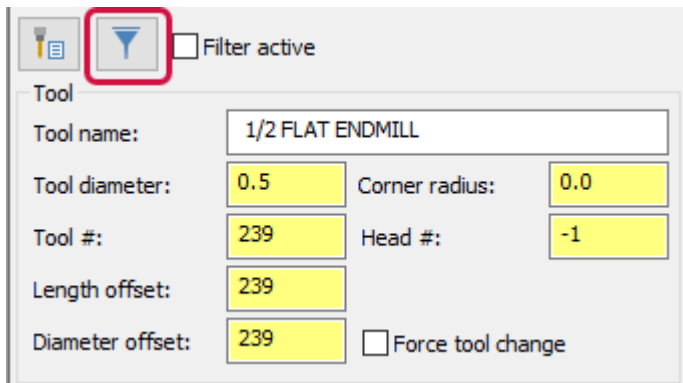 Filter active
Tool
Tool name: 1/2 FLAT ENDMILL
Tool diameter: 0.5 Corner radius: 0.0
Tool #: 239 Head #: -1
Length offset: 239
Diameter offset: 239 Force tool change